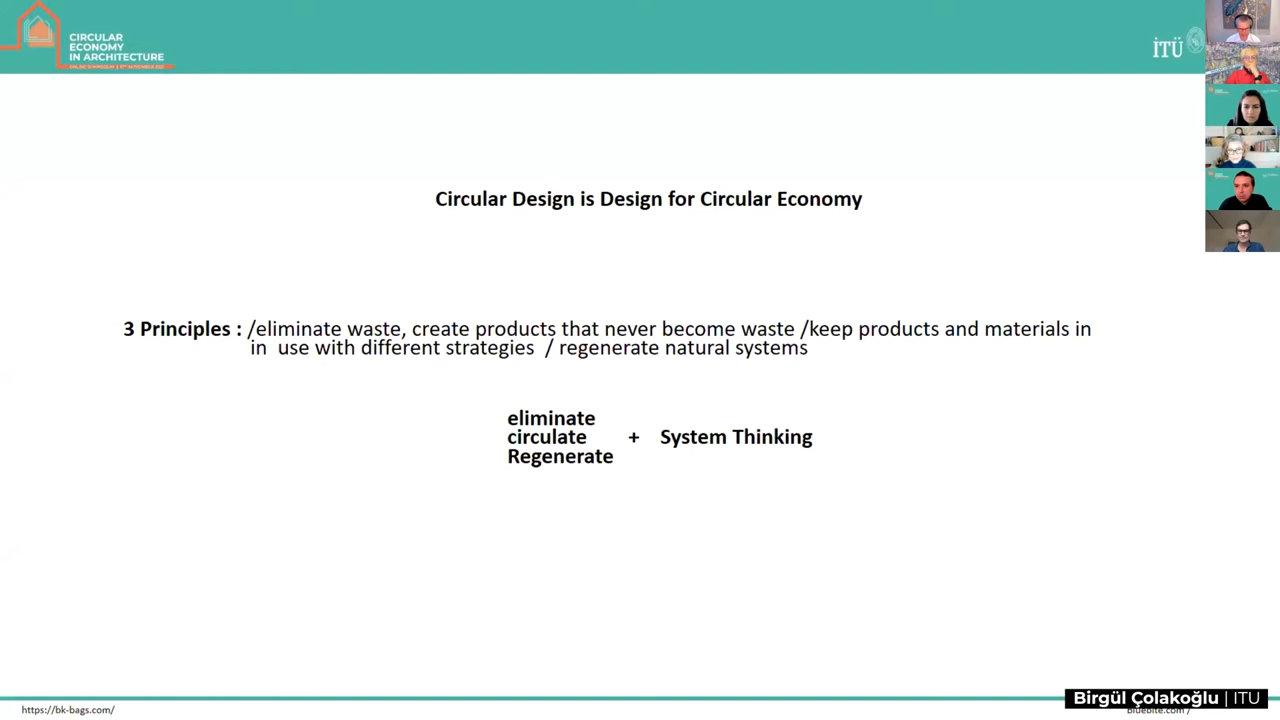 CIRCULAR
ECONOMY
IN ARCHITECTURE
İTÜ
Circular Design is Design for Circular Economy
3 Principles : /eliminate waste, create products that never become waste /keep products and materials in
in use with different strategies / regenerate natural systems
eliminate
circulate + System Thinking
Regenerate
https://bk-bags.com/
Birgül Çolakoğlu | ITU
bluebite.com /